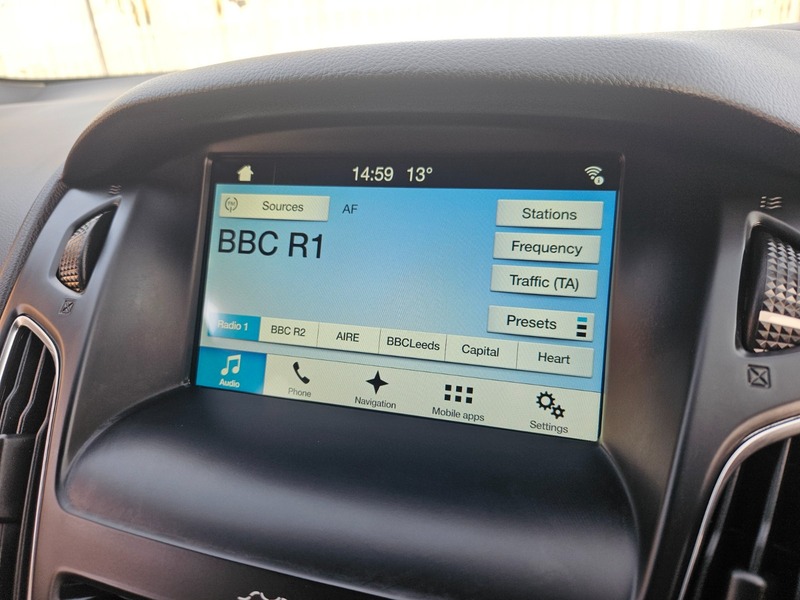 14:59 13°
FM Sources AF
Stations
BBC R1
Frequency
Traffic (TA)
Presets
Radio 1 BBC R2 AIRE BBCLeeds Capital Heart
Audio Phone Navigation Mobile apps Settings